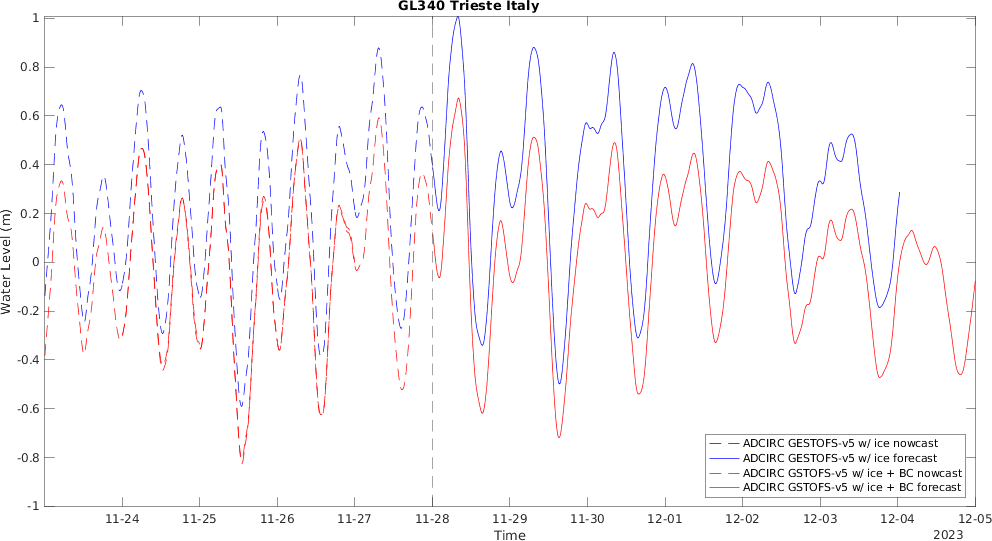 GL340 Trieste Italy
1
0.8
0.6
0.4
0.2
0
-0.2
-0.4
-0.6
-0.8
-1
Water Level (m)
11-24 11-25 11-26 11-27 11-28 11-29 11-30 12-01 12-02 12-03 12-04 12-05
Time
2023
ADCIRC GESTOFS-v5 w/ ice nowcast
ADCIRC GESTOFS-v5 w/ ice forecast
ADCIRC GSTOFS-v5 w/ ice + BC nowcast
ADCIRC GSTOFS-v5 w/ ice + BC forecast